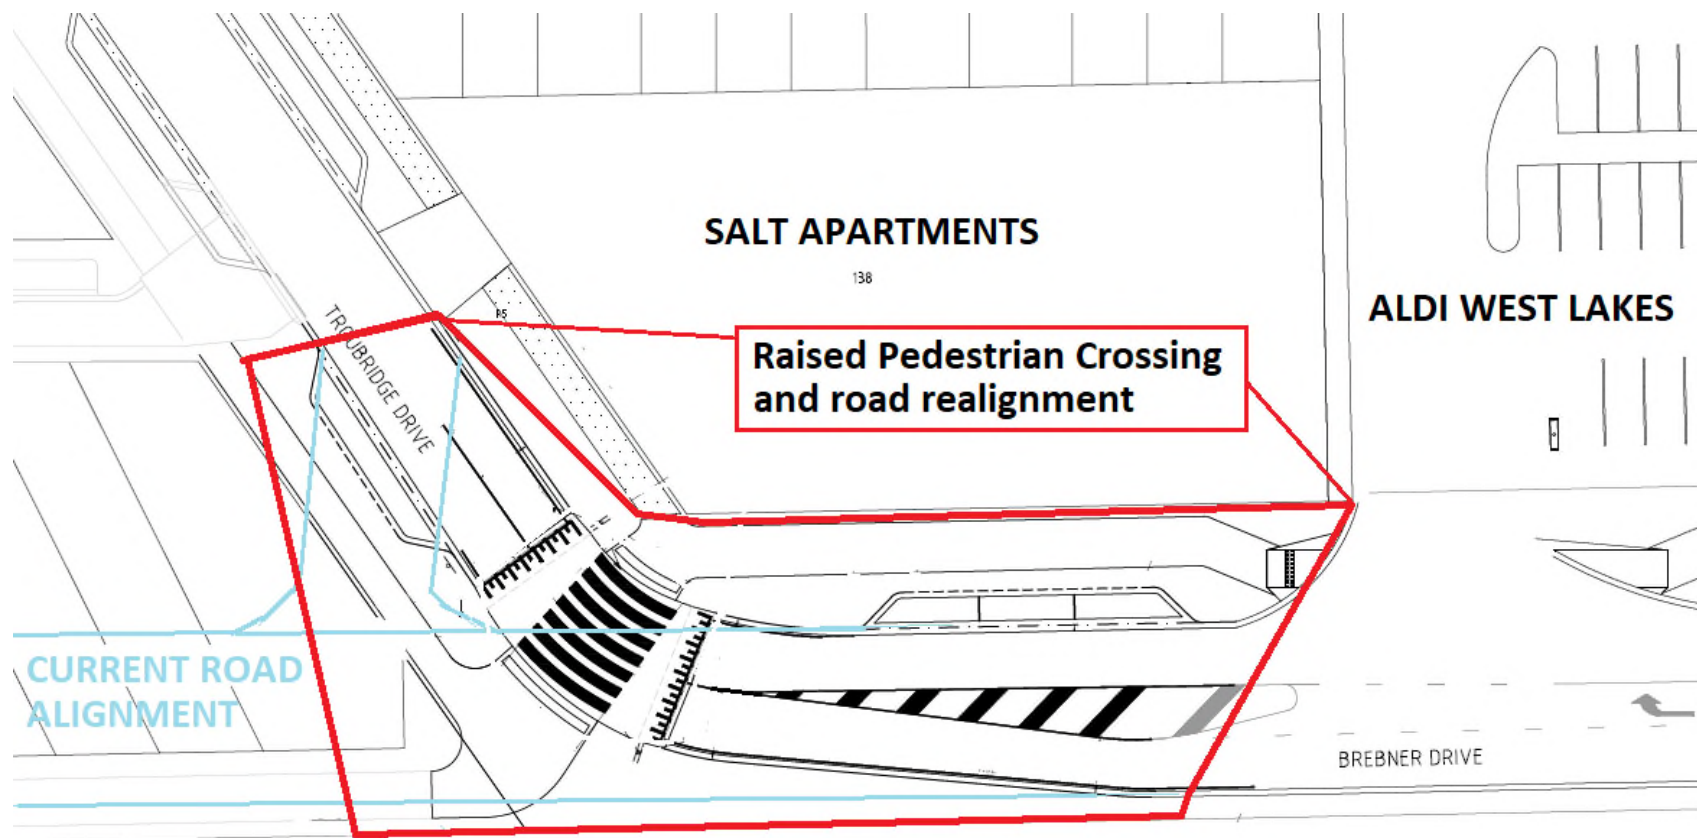 SALT APARTMENTS
138
ALDI WEST LAKES
R5
TROUBRIDGE DRIVE
Raised Pedestrian Crossing
and road realignment
CURRENT ROAD
ALIGNMENT
BREBNER DRIVE